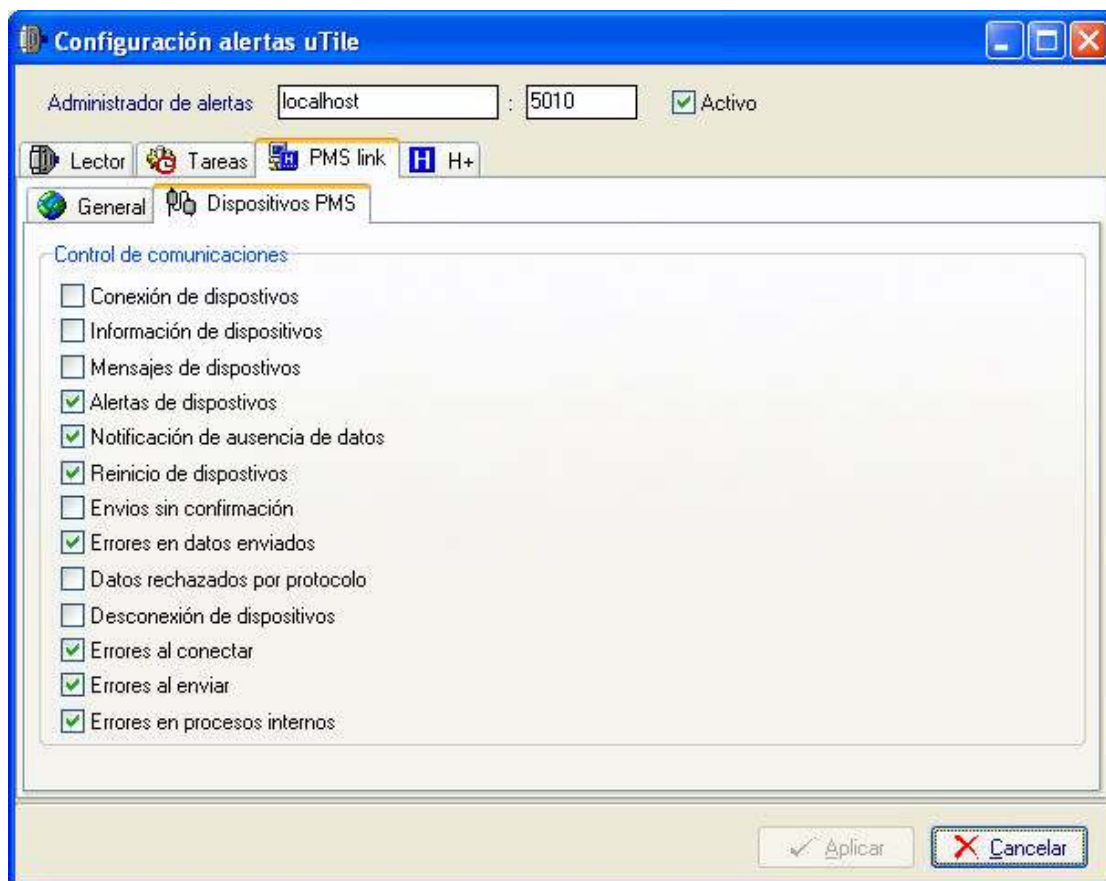 Configuración alertas uTile
Administrador de alertas localhost : 5010 Activo
Lector Tareas PMS link H H+
General Dispositivos PMS
Control de comunicaciones
Conexión de dispostivos
Información de dispositivos
Mensajes de dispostivos
Alertas de dispostivos
Notificación de ausencia de datos
Reinicio de dispostivos
Envios sin confirmación
Errores en datos enviados
Datos rechazados por protocolo
Desconexión de dispositivos
Errores al conectar
Errores al enviar
Errores en procesos internos
Aplicar Cancelar